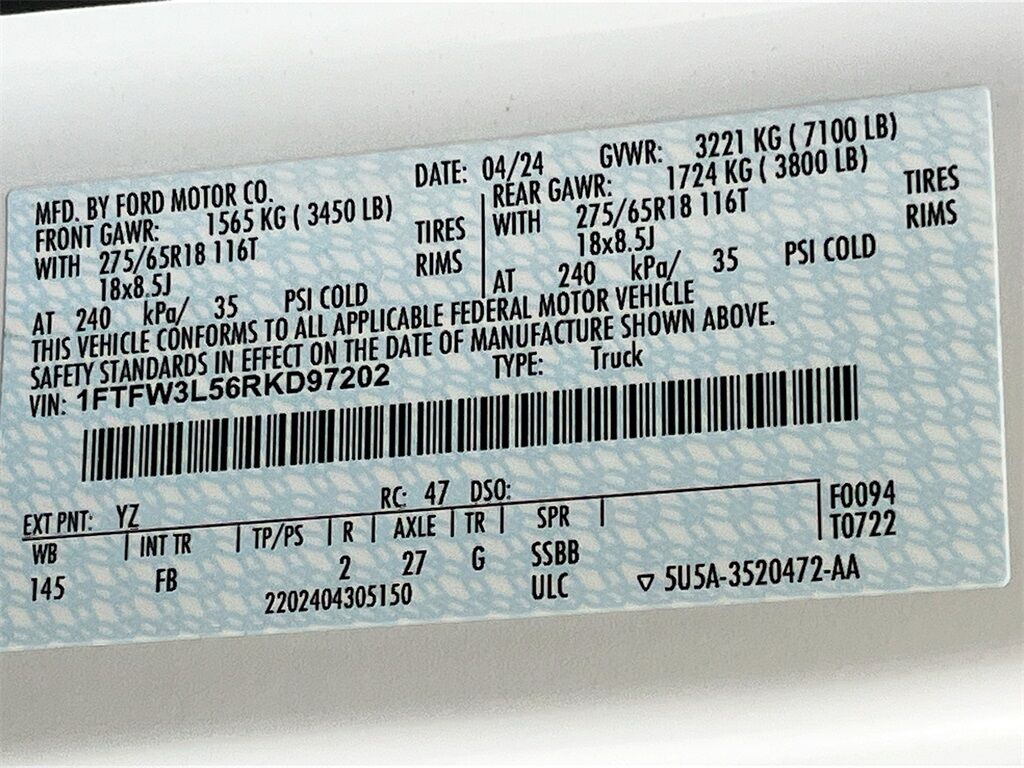 MFD. BY FORD MOTOR CO.
DATE: 04/24 GVWR: 3221 KG ( 7100 LB)
FRONT GAWR: 1565 KG ( 3450 LB)
WITH 275/65R18 116T TIRES
18x8.5J RIMS
AT 240 kPa/ 35 PSI COLD
REAR GAWR: 1724 KG ( 3800 LB)
WITH 275/65R18 116T TIRES
18x8.5J RIMS
AT 240 kPa/ 35 PSI COLD
THIS VEHICLE CONFORMS TO ALL APPLICABLE FEDERAL MOTOR VEHICLE
SAFETY STANDARDS IN EFFECT ON THE DATE OF MANUFACTURE SHOWN ABOVE.
VIN: 1FTFW3L56RKD97202 TYPE: Truck
EXT PNT: YZ RC: 47 DSO:
WB INT TR TP/PS R AXLE TR SPR
145 FB 2 27 G SSBB
2202404305150 ULC
F0094
T0722
▽ 5U5A-3520472-AA